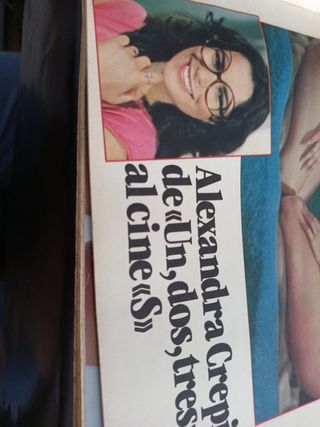 Alexandra Crepi
de «Un, dos, tres
al cine «S»